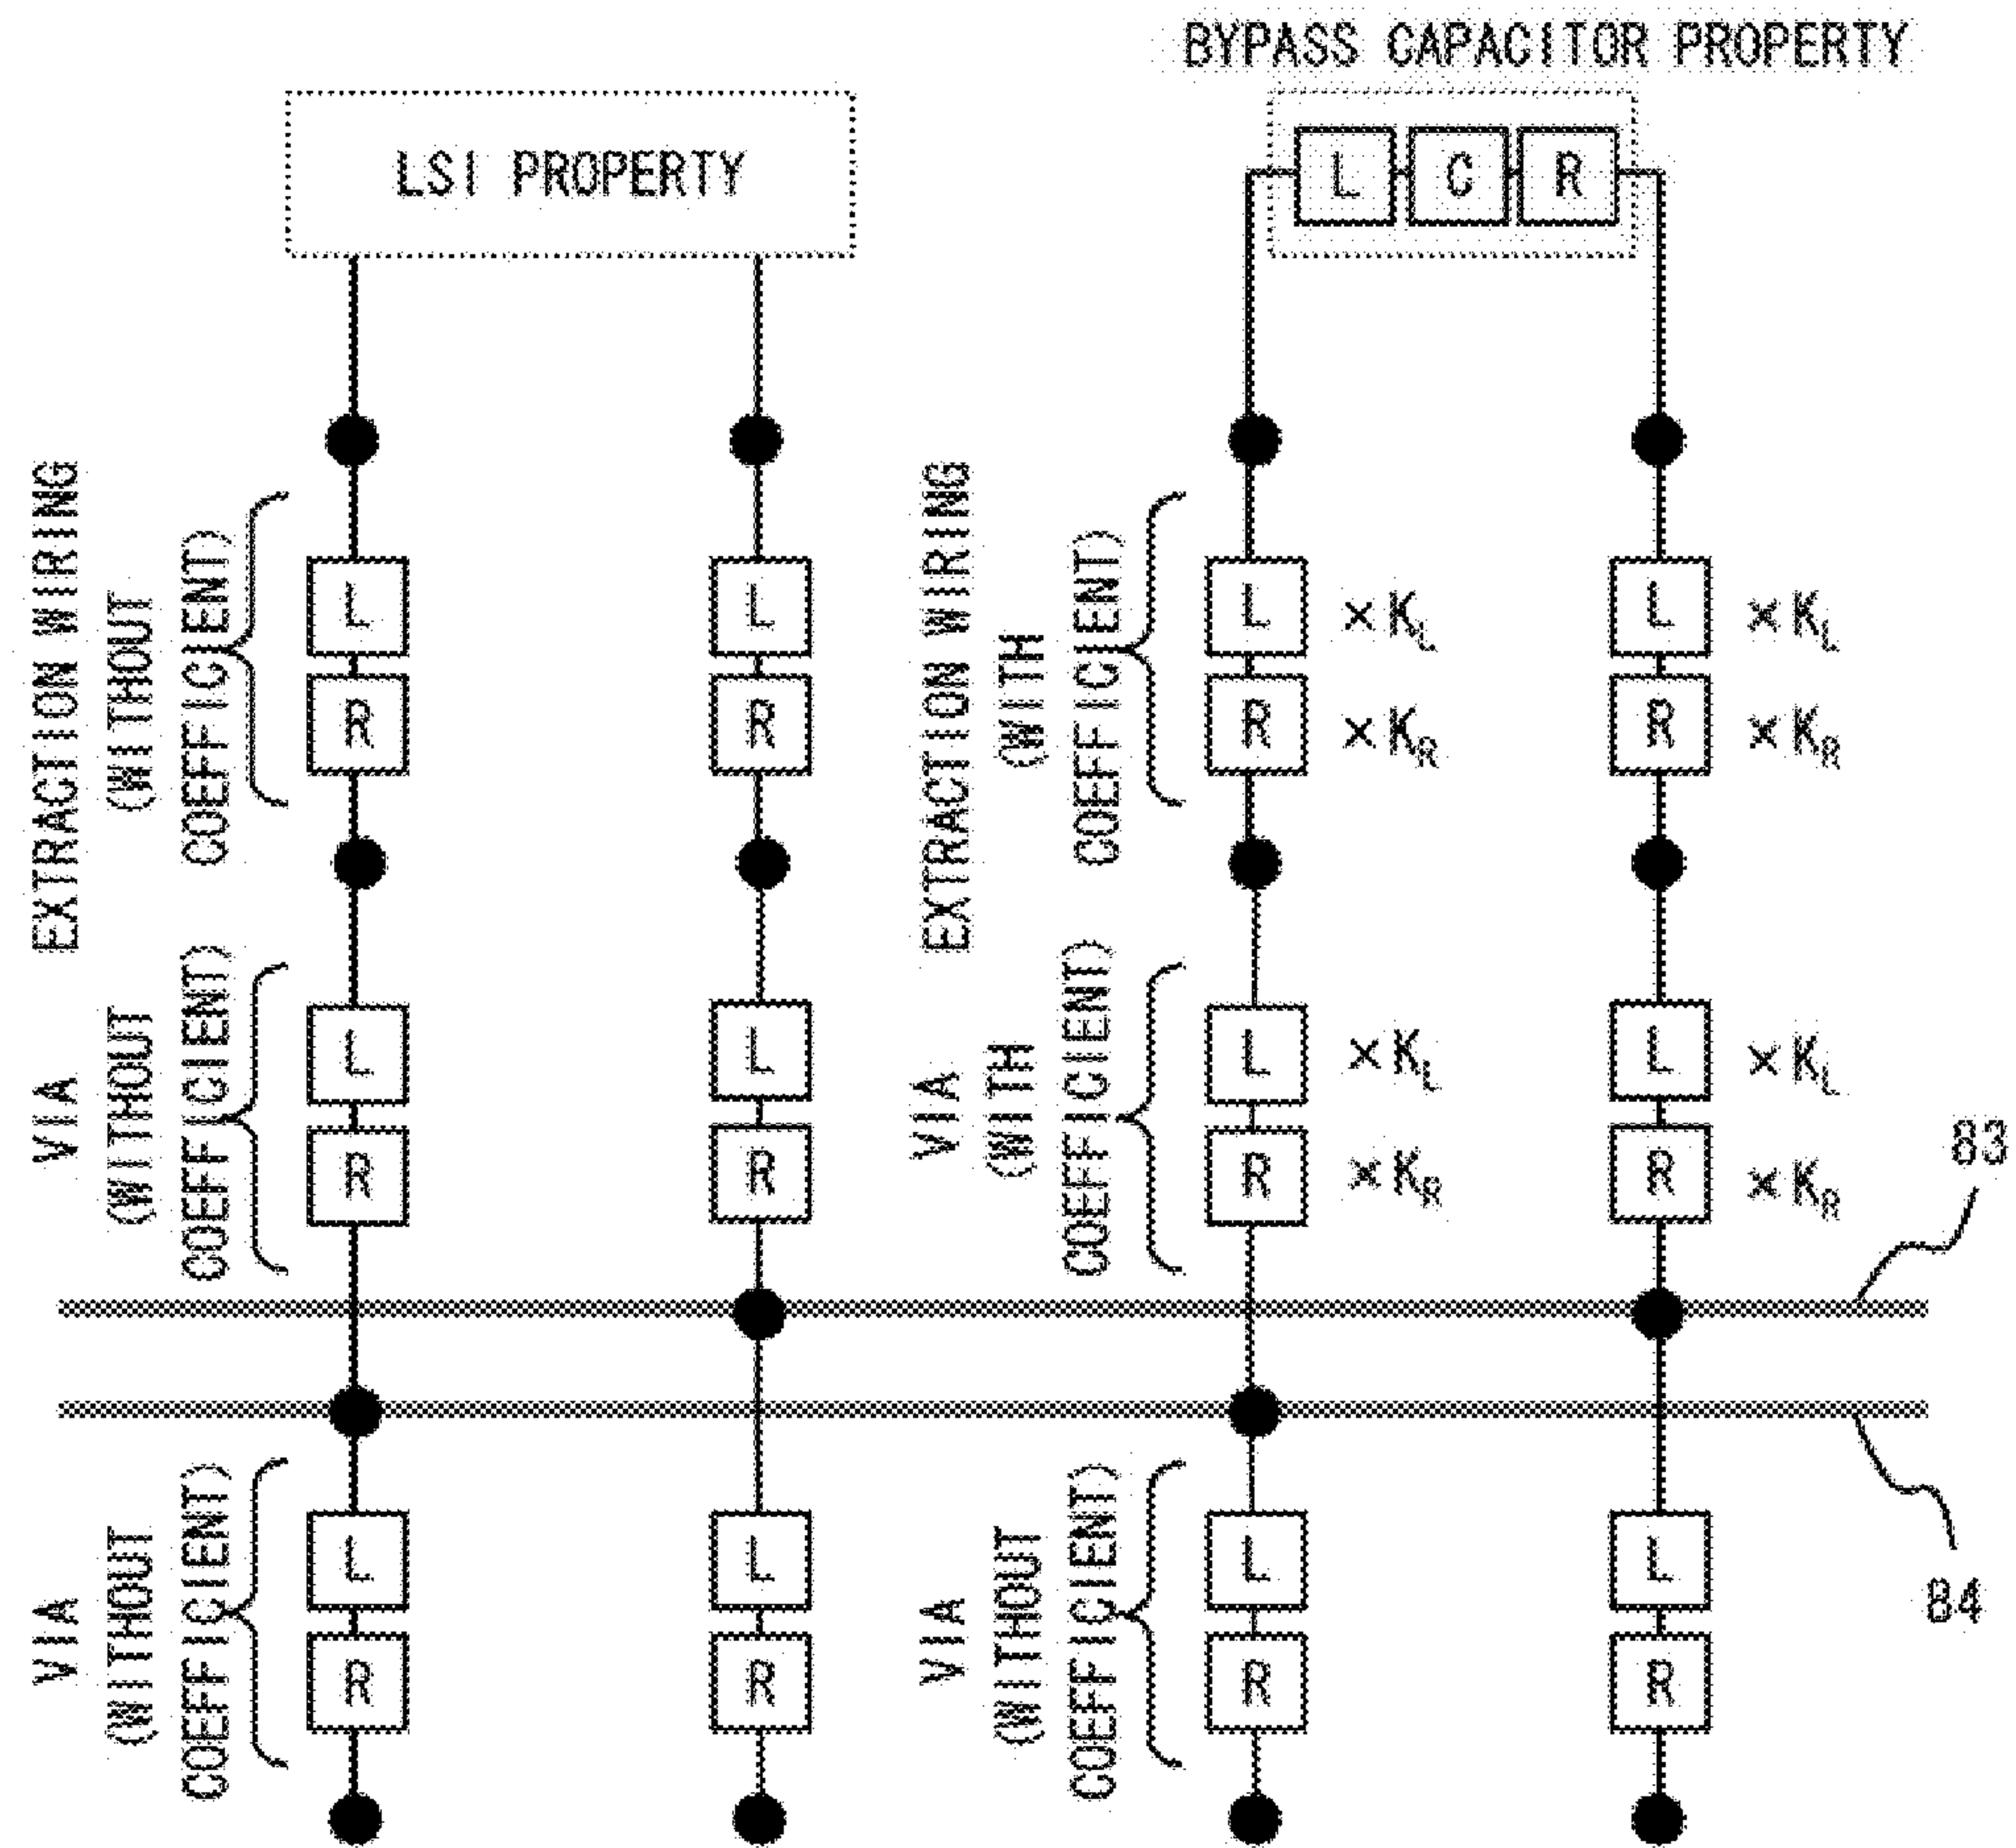 BYPASS CAPACITOR PROPERTY
LSI PROPERTY
L C R
EXTRACTION WIRING
(WITHOUT
COEFFICIENT)
L
R
L
R
EXTRACTION WIRING
(WITH
COEFFICIENT)
L ×KL
R ×KR
L ×KL
R ×KR
VIA
(WITHOUT
COEFFICIENT)
L
R
L
R
VIA
(WITH
COEFFICIENT)
L ×KL
R ×KR
L ×KL
R ×KR
83
84
VIA
(WITHOUT
COEFFICIENT)
L
R
L
R
VIA
(WITHOUT
COEFFICIENT)
L
R
L
R